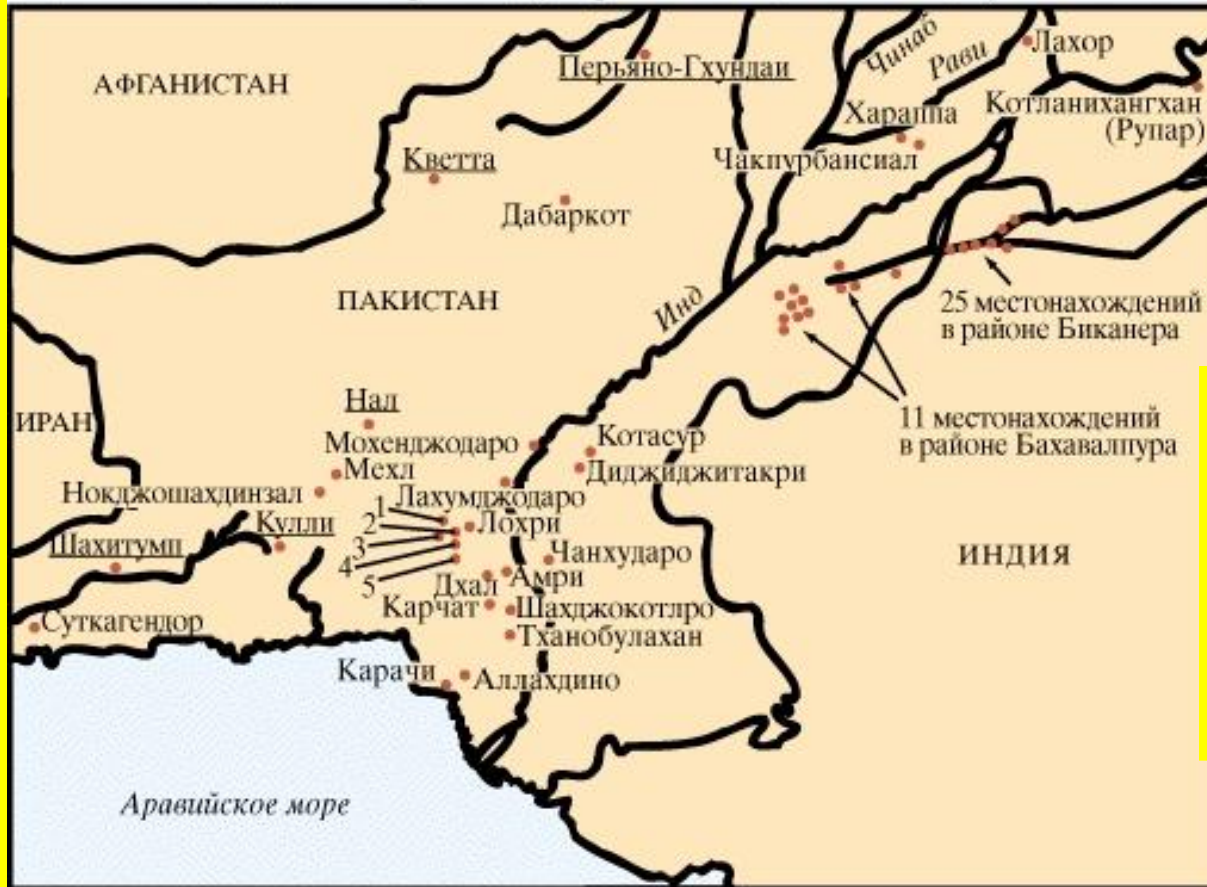 АФГАНИСТАН
Перьяно-Гхундаи
Чинаб
Рави
Лахор
Хараппа
Котланихангхан
(Рупар)
Кветта
Чакпурбансиал
Дабаркот
ПАКИСТАН
Инд
25 местонахождений
в районе Биканера
ИРАН
Нал
11 местонахождений
в районе Бахавалпура
Мохенджодаро
Котасур
Мехл
Диджиджитакри
Нокджошахдинзал
Лахумджодаро
1
2
3
4
5
Лохри
Кулли
Шахитумп
Чанхударо
ИНДИЯ
Дхал
Амри
Карчат
Шахджокотлро
Суткагендор
Тханобулахан
Карачи
Аллахдино
Аравийское море